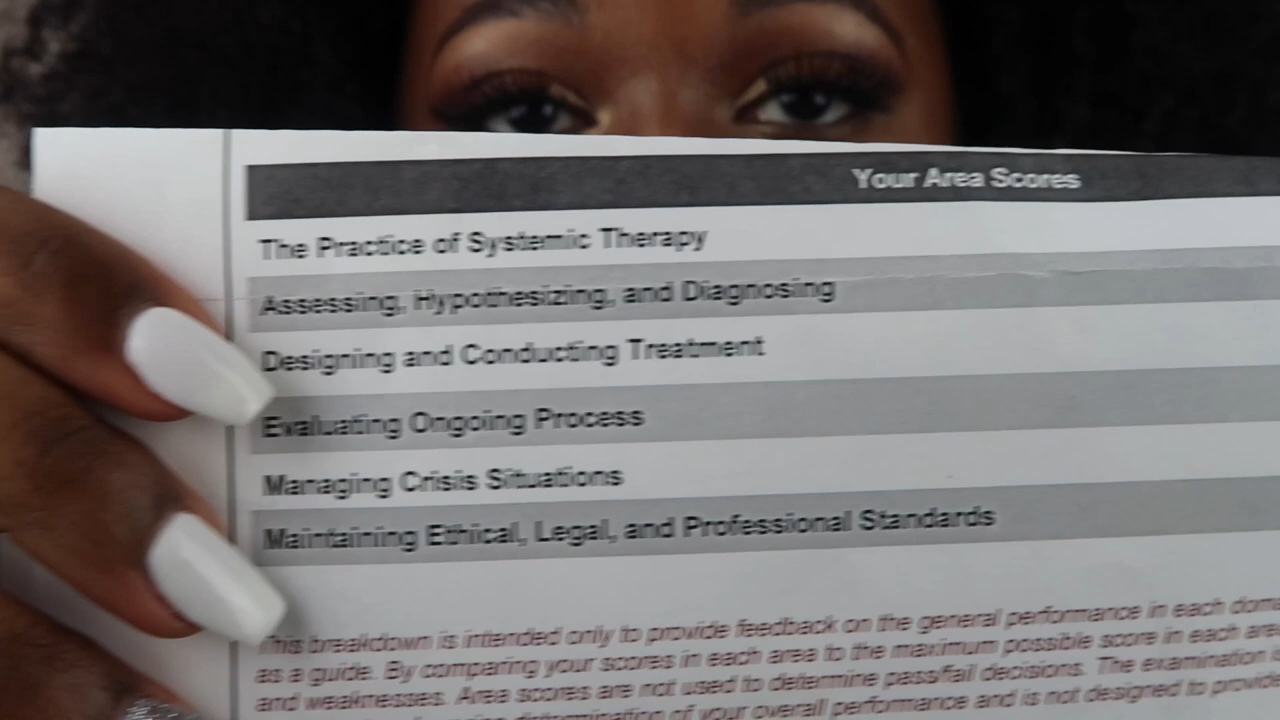 Your Area Scores
The Practice of Systemic Therapy
Assessing, Hypothesizing, and Diagnosing
Designing and Conducting Treatment
Evaluating Ongoing Process
Managing Crisis Situations
Maintaining Ethical, Legal, and Professional Standards
This breakdown is intended only to provide feedback on the general performance in each
as a guide. By comparing your scores in each area to the maximum possible score in each
and weaknesses. Area scores are not used to determine pass/fail decisions. The examination
determination of your overall performance and is not designed to provide